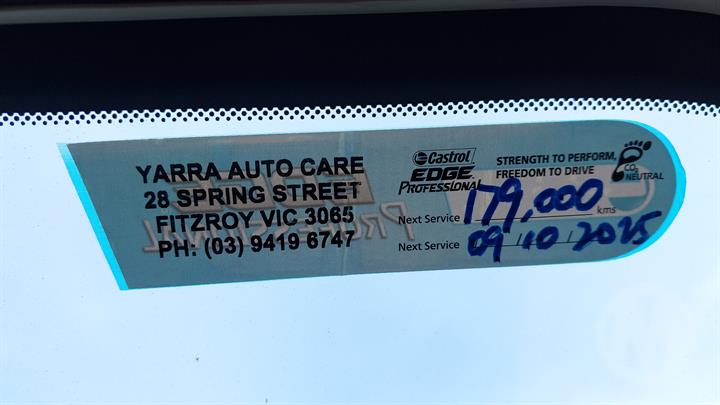 YARRA AUTO CARE
28 SPRING STREET
FITZROY VIC 3065
PH: (03) 9419 6747
Castrol
EDGE
PROFESSIONAL
STRENGTH TO PERFORM,
FREEDOM TO DRIVE
CO2
NEUTRAL
Next Service 179,000 kms
Next Service 09/10/2025